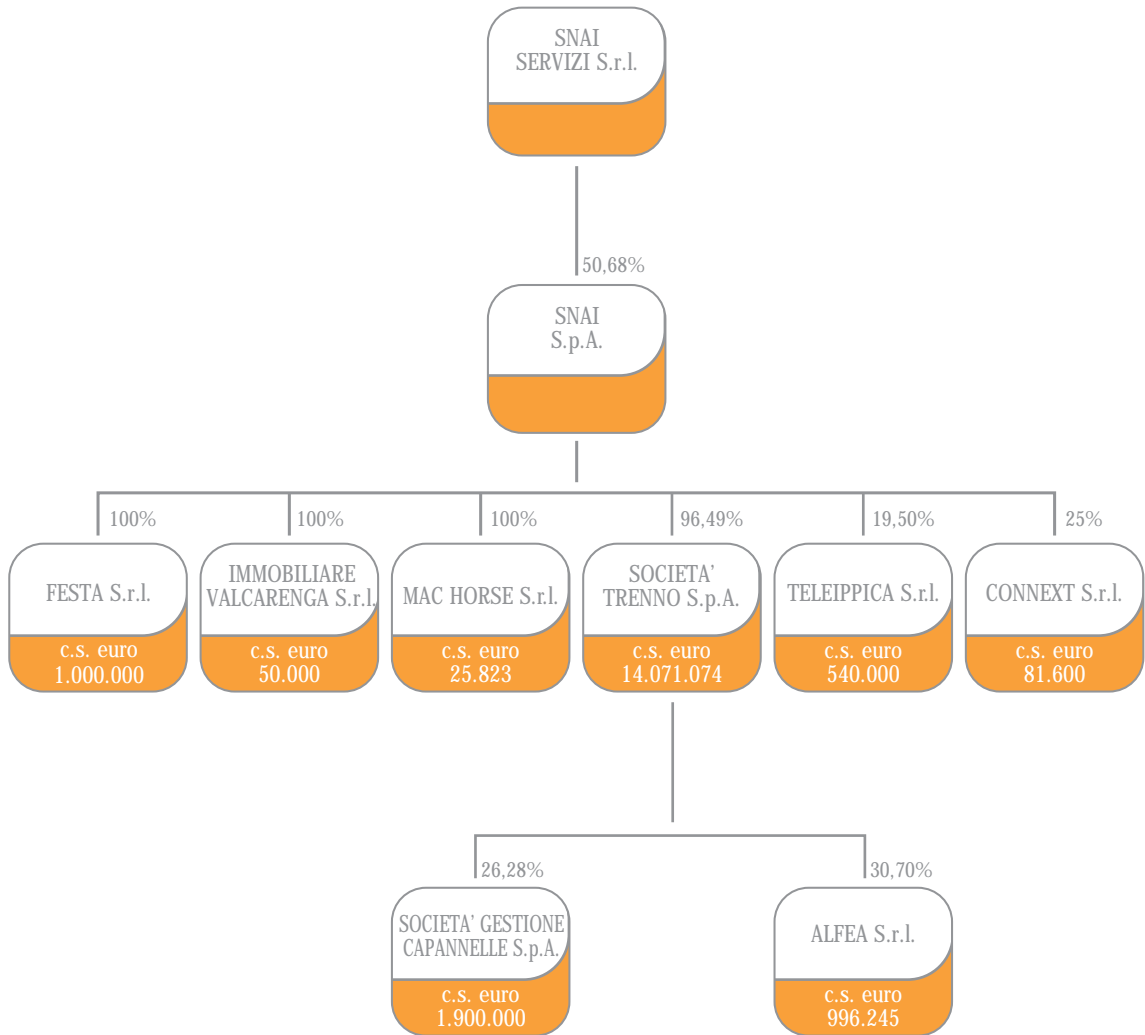 SNAI
SERVIZI S.r.l.
50,68%
SNAI
S.p.A.
100%
100%
100%
96,49%
19,50%
25%
FESTA S.r.l.
IMMOBILIARE
VALCARENGA S.r.l.
MAC HORSE S.r.l.
SOCIETA'
TRENNO S.p.A.
TELEIPPICA S.r.l.
CONNEXT S.r.l.
c.s. euro
1.000.000
c.s. euro
50.000
c.s. euro
25.823
c.s. euro
14.071.074
c.s. euro
540.000
c.s. euro
81.600
26,28%
30,70%
SOCIETA' GESTIONE
CAPANNELLE S.p.A.
ALFEA S.r.l.
c.s. euro
1.900.000
c.s. euro
996.245